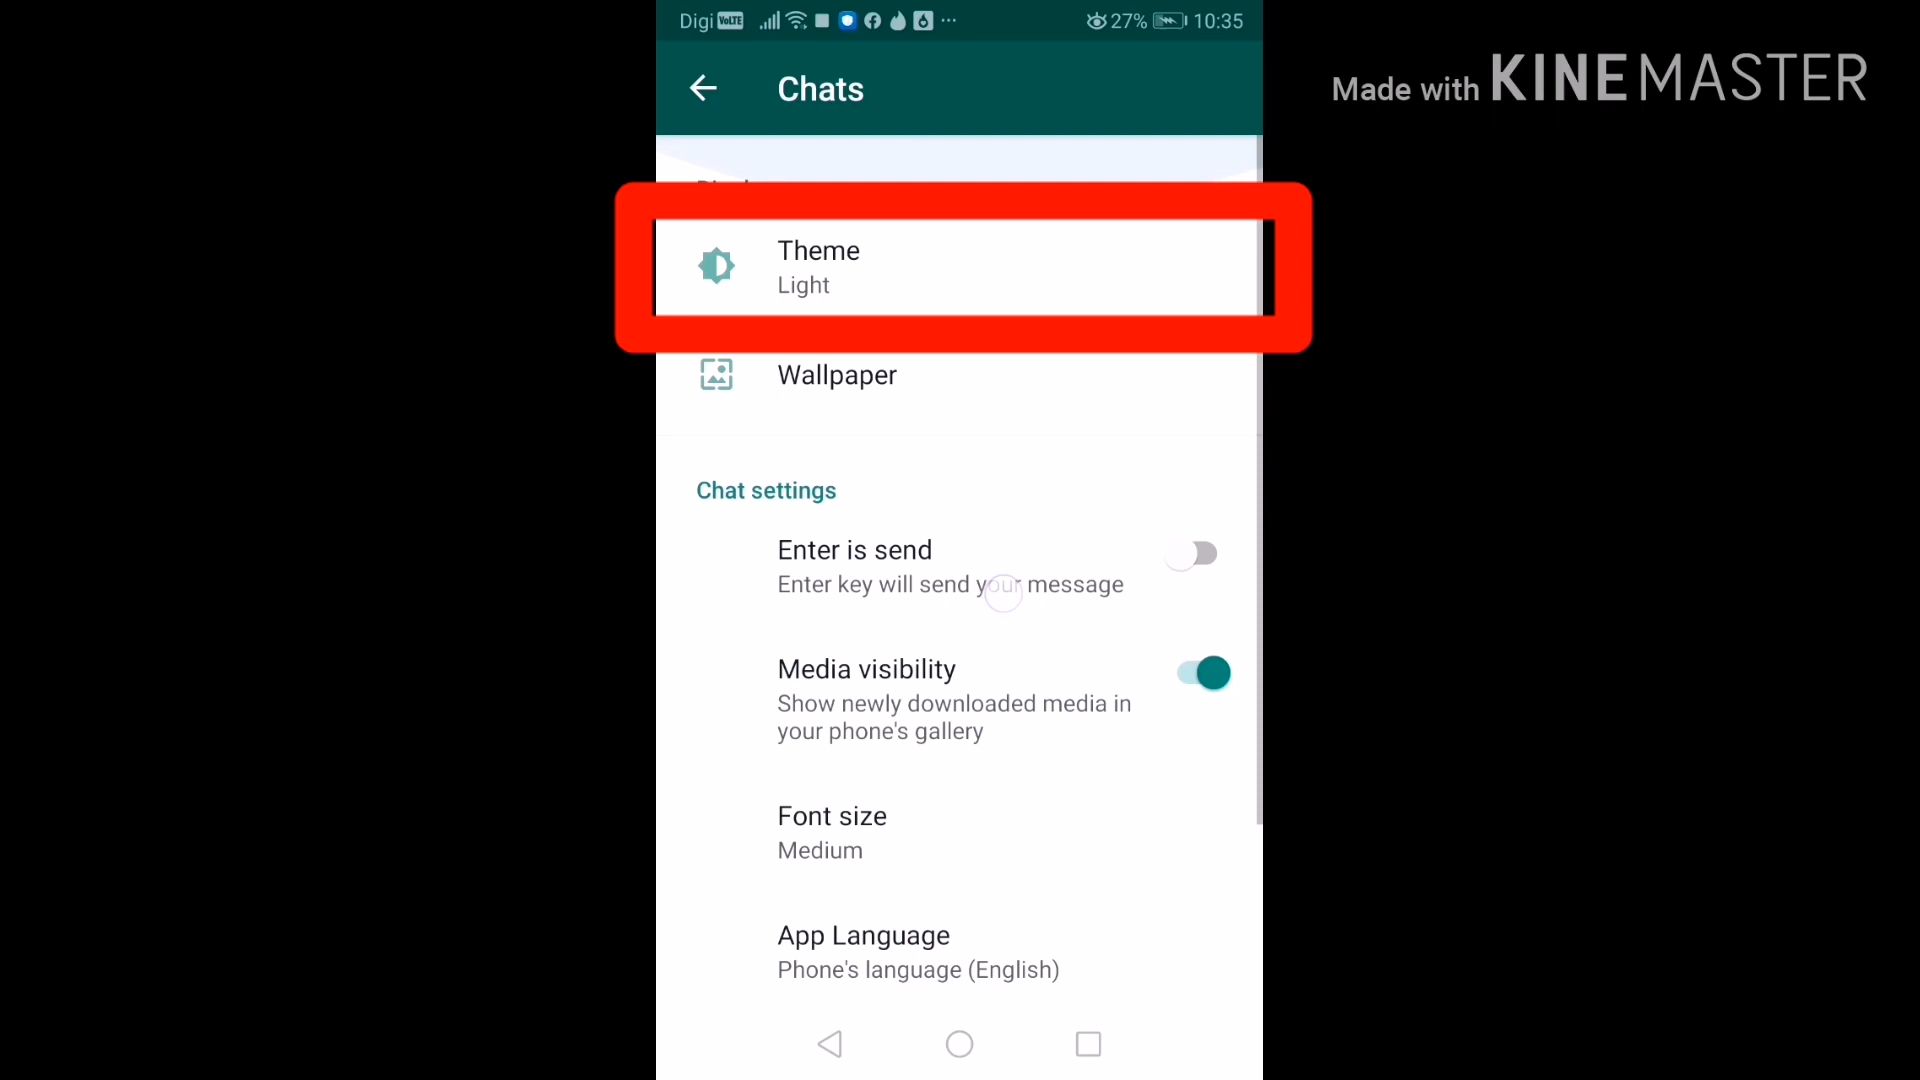 Digi VoLTE 27% 10:35
Chats
Made with KINEMASTER
Theme
Light
Wallpaper
Chat settings
Enter is send
Enter key will send your message
Media visibility
Show newly downloaded media in
your phone's gallery
Font size
Medium
App Language
Phone's language (English)